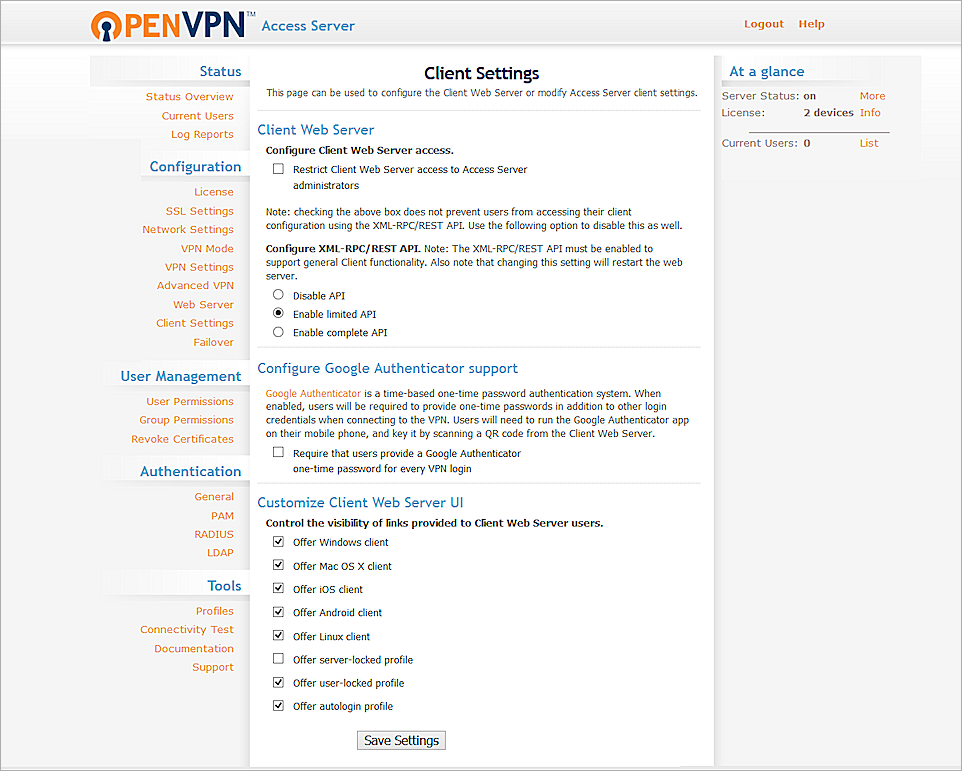 OPENVPN™ Access Server
Logout Help
Status
Status Overview
Current Users
Log Reports
Configuration
License
SSL Settings
Network Settings
VPN Mode
VPN Settings
Advanced VPN
Web Server
Client Settings
Failover
User Management
User Permissions
Group Permissions
Revoke Certificates
Authentication
General
PAM
RADIUS
LDAP
Tools
Profiles
Connectivity Test
Documentation
Support
Client Settings
This page can be used to configure the Client Web Server or modify Access Server client settings.
Client Web Server
Configure Client Web Server access.
Restrict Client Web Server access to Access Server
administrators
Note: checking the above box does not prevent users from accessing their client
configuration using the XML-RPC/REST API. Use the following option to disable this as well.
Configure XML-RPC/REST API. Note: The XML-RPC/REST API must be enabled to
support general Client functionality. Also note that changing this setting will restart the web
server.
Disable API
Enable limited API
Enable complete API
Configure Google Authenticator support
Google Authenticator is a time-based one-time password authentication system. When
enabled, users will be required to provide one-time passwords in addition to other login
credentials when connecting to the VPN. Users will need to run the Google Authenticator app
on their mobile phone, and key it by scanning a QR code from the Client Web Server.
Require that users provide a Google Authenticator
one-time password for every VPN login
Customize Client Web Server UI
Control the visibility of links provided to Client Web Server users.
Offer Windows client
Offer Mac OS X client
Offer iOS client
Offer Android client
Offer Linux client
Offer server-locked profile
Offer user-locked profile
Offer autologin profile
Save Settings
At a glance
Server Status: on More
License: 2 devices Info
Current Users: 0 List